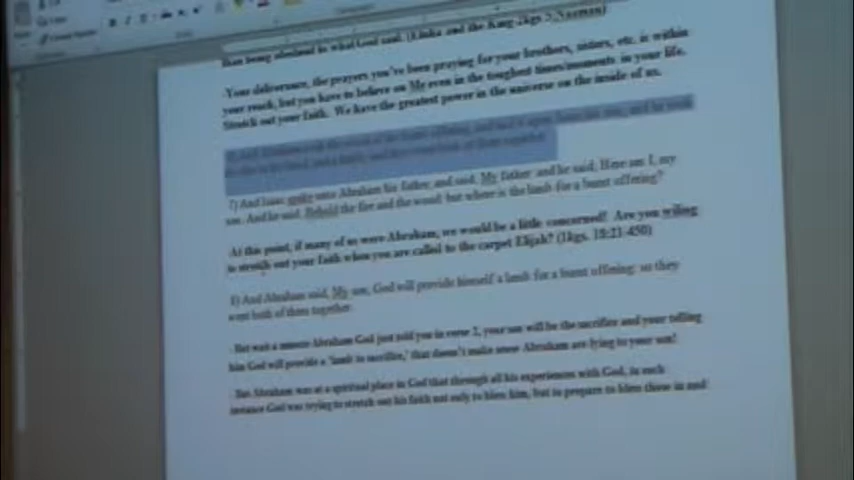 than being obedient to what God said. (Elisha and the King-2kgs 5, Naaman)
Your deliverance, the prayers you've been praying for your brothers, sisters, etc. is within
your reach, but you have to believe on Me even in the toughest times/moments in your life.
Stretch out your faith. We have the greatest power in the universe on the inside of us.
7) And Isaac spoke unto Abraham his father, and said, My father: and he said, Here am I, my
son. And he said, Behold the fire and the wood: but where is the lamb for a burnt offering?
At this point, if many of us were Abraham, we would be a little concerned! Are you wiling
to stretch out your faith when you are called to the carpet Elijah? (1kgs. 18:21-450)
8) And Abraham said, My son, God will provide himself a lamb for a burnt offering: so they
went both of them together.
- But wait a minute Abraham God just told you in verse 2, your son will be the sacrifice and your telling
him God will provide a 'lamb to sacrifice,' that doesn't make sense Abraham are lying to your son!
- But Abraham was at a spiritual place in God that through all his experiences with God, in each
instance God was trying to stretch out his faith not only to bless him, but to prepare to bless those in and